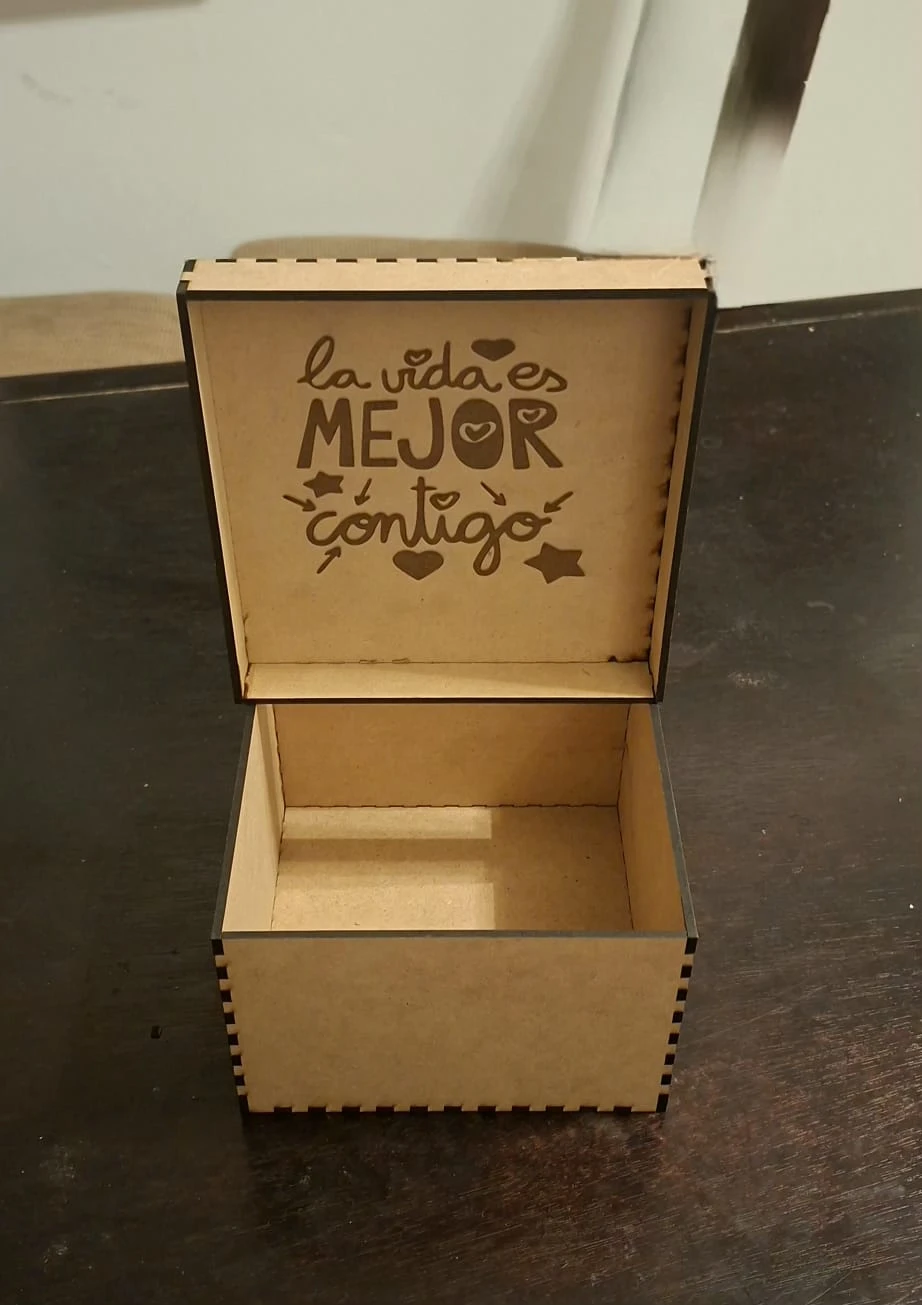 la vida es
MEJOR
contigo